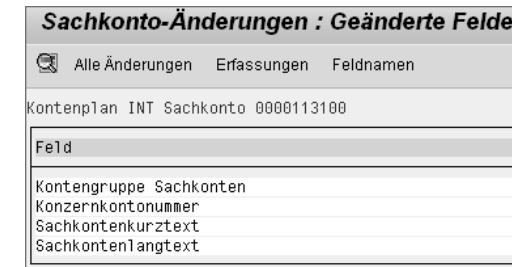 Sachkonto-Änderungen : Geänderte Felde
Alle Änderungen Erfassungen Feldnamen
Kontenplan INT Sachkonto 0000113100
Feld
Kontengruppe Sachkonten
Konzernkontonummer
Sachkontenkurztext
Sachkontenlangtext